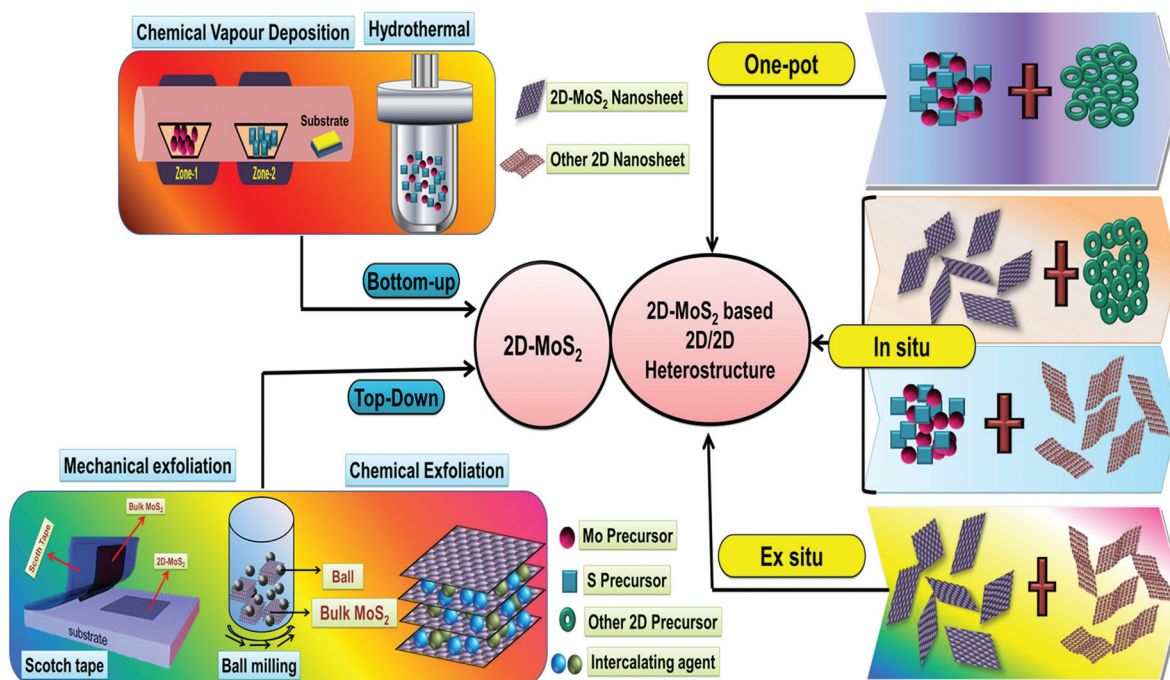 Chemical Vapour Deposition
Hydrothermal
Substrate
Zone-1
Zone-2
2D-MoS₂ Nanosheet
Other 2D Nanosheet
One-pot
Bottom-up
2D-MoS₂
2D-MoS₂ based
2D/2D
Heterostructure
In situ
Top-Down
Mechanical exfoliation
Chemical Exfoliation
Bulk MoS₂
Scoth Tape
2D-MoS₂
substrate
Scotch tape
Ball
Bulk MoS₂
Ball milling
Mo Precursor
S Precursor
Other 2D Precursor
Intercalating agent
Ex situ